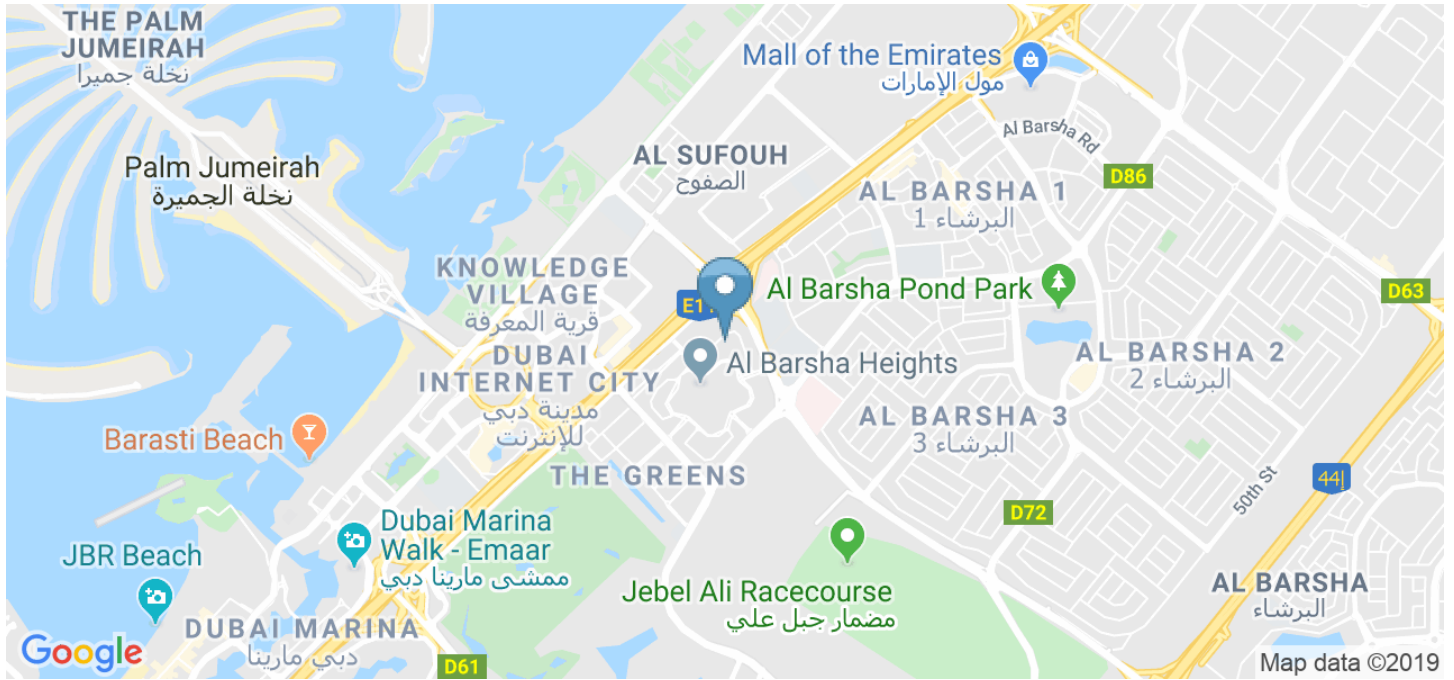 THE PALM
JUMEIRAH
نخلة جميرا
Mall of the Emirates
مول الإمارات
Al Barsha Rd
Palm Jumeirah
نخلة الجميرة
AL SUFOUH
الصفوح
AL BARSHA 1
البرشاء 1
D86
KNOWLEDGE
VILLAGE
قرية المعرفة
E11
Al Barsha Pond Park
D63
DUBAI
INTERNET CITY
مدينة دبي
للإنترنت
Al Barsha Heights
AL BARSHA 2
البرشاء 2
Barasti Beach
AL BARSHA 3
البرشاء 3
THE GREENS
50th St
إ44
D72
Dubai Marina
Walk - Emaar
ممشى مارينا دبي
JBR Beach
Jebel Ali Racecourse
مضمار جبل علي
AL BARSHA
البرشاء
DUBAI MARINA
دبي مارينا
D61
Google
Map data ©2019